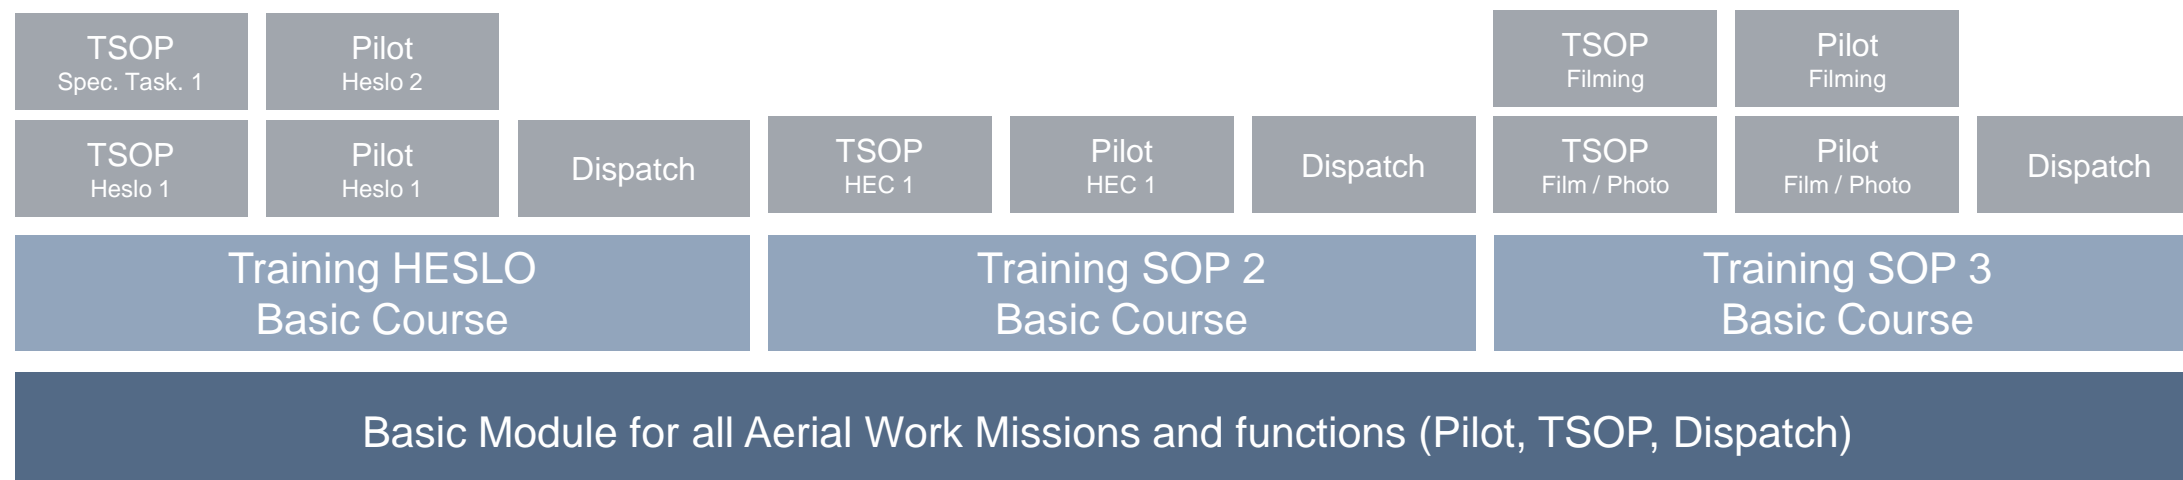 TSOP
Spec. Task. 1
Pilot
Heslo 2
TSOP
Filming
Pilot
Filming
TSOP
Heslo 1
Pilot
Heslo 1
Dispatch
TSOP
HEC 1
Pilot
HEC 1
Dispatch
TSOP
Film / Photo
Pilot
Film / Photo
Dispatch
Training HESLO
Basic Course
Training SOP 2
Basic Course
Training SOP 3
Basic Course
Basic Module for all Aerial Work Missions and functions (Pilot, TSOP, Dispatch)